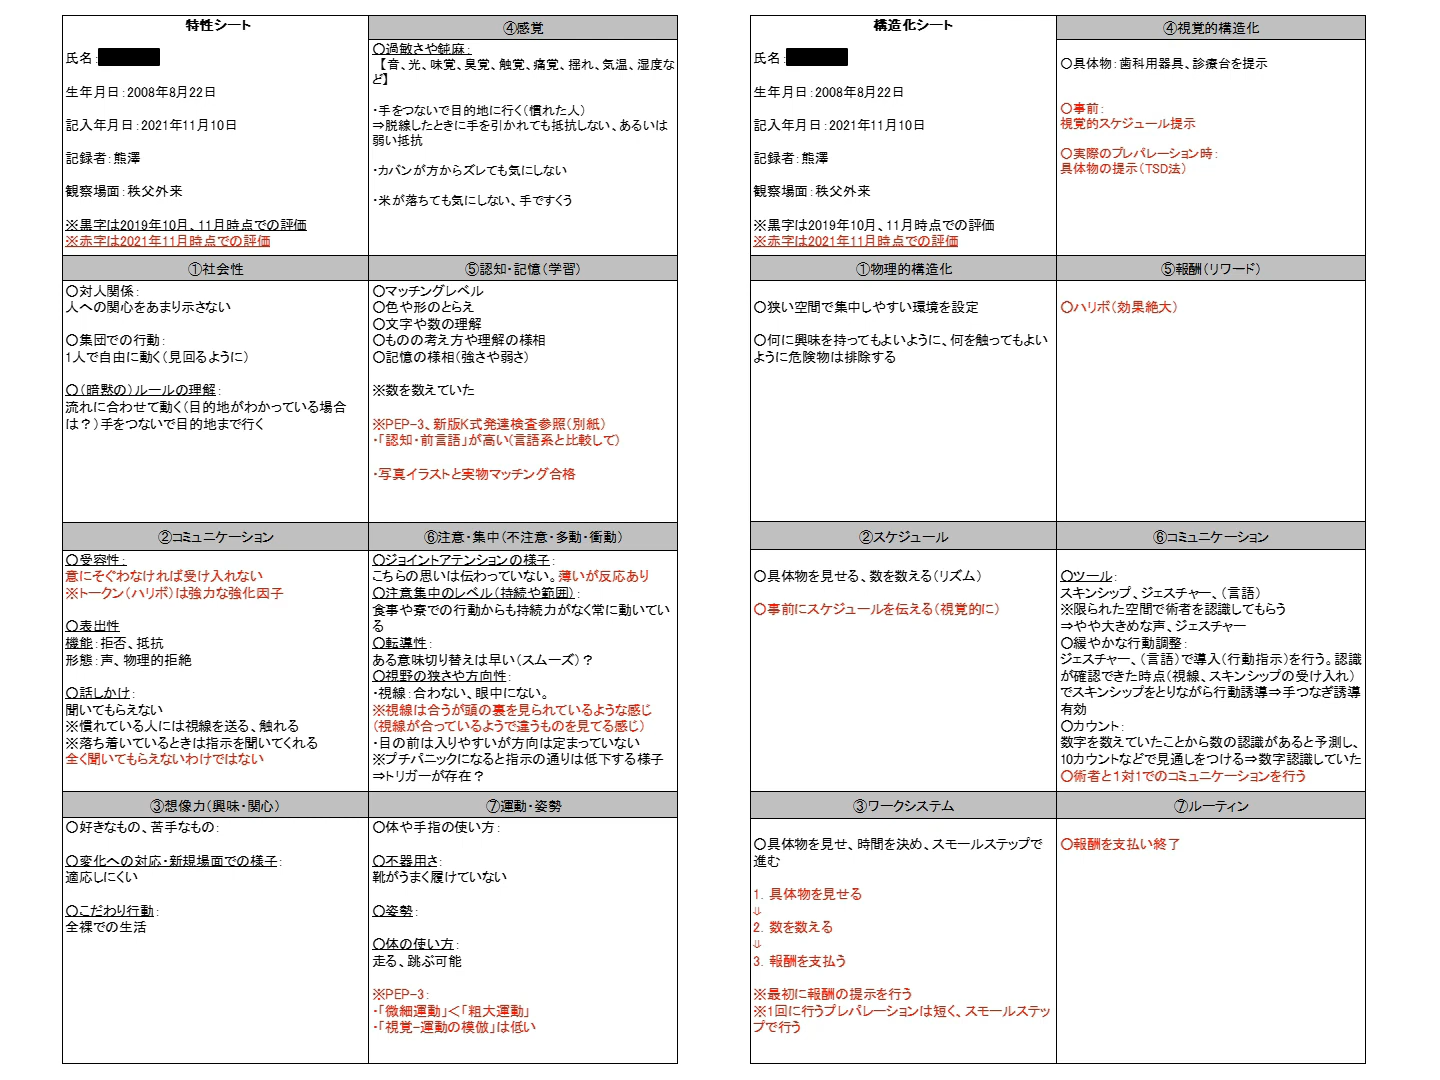 特性シート
氏名：
生年月日：2008年8月22日
記入年月日：2021年11月10日
記録者：熊澤
観察場面：秩父外来
※黒字は2019年10月、11月時点での評価
※赤字は2021年11月時点での評価
④感覚
〇過敏さや鈍麻：
【音、光、味覚、臭覚、触覚、痛覚、揺れ、気温、湿度な
ど】
・手をつないで目的地に行く（慣れた人）
⇒脱線したときに手を引かれても抵抗しない、あるいは
弱い抵抗
・カバンが方からズレても気にしない
・米が落ちても気にしない、手ですくう
①社会性
〇対人関係：
人への関心をあまり示さない
〇集団での行動：
1人で自由に動く（見回るように）
〇（暗黙の）ルールの理解：
流れに合わせて動く（目的地がわかっている場合
は？）手をつないで目的地まで行く
⑤認知・記憶（学習）
〇マッチングレベル
〇色や形のとらえ
〇文字や数の理解
〇ものの考え方や理解の様相
〇記憶の様相（強さや弱さ）
※数を数えていた
※PEP-3、新版K式発達検査参照（別紙）
・「認知・前言語」が高い（言語系と比較して）
・写真イラストと実物マッチング合格
②コミュニケーション
〇受容性：
意にそぐわなければ受け入れない
※トークン（ハリボ）は強力な強化因子
〇表出性
機能：拒否、抵抗
形態：声、物理的拒絶
〇話しかけ：
聞いてもらえない
※慣れている人には視線を送る、触れる
※落ち着いているときは指示を聞いてくれる
全く聞いてもらえないわけではない
⑥注意・集中（不注意・多動・衝動）
〇ジョイントアテンションの様子：
こちらの思いは伝わっていない。薄いが反応あり
〇注意集中のレベル（持続や範囲）：
食事や寮での行動からも持続力がなく常に動いてい
る
〇転導性：
ある意味切り替えは早い（スムーズ）？
〇視野の狭さや方向性：
・視線：合わない、眼中にない。
※視線は合うが頭の裏を見られているような感じ
（視線が合っているようで違うものを見てる感じ）
・目の前は入りやすいが方向は定まっていない
※プチパニックになると指示の通りは低下する様子
⇒トリガーが存在？
③想像力（興味・関心）
〇好きなもの、苦手なもの：
〇変化への対応・新規場面での様子：
適応しにくい
〇こだわり行動：
全裸での生活
⑦運動・姿勢
〇体や手指の使い方：
〇不器用さ：
靴がうまく履けていない
〇姿勢：
〇体の使い方：
走る、跳ぶ可能
※PEP-3：
・「微細運動」＜「粗大運動」
・「視覚-運動の模倣」は低い
構造化シート
氏名：
生年月日：2008年8月22日
記入年月日：2021年11月10日
記録者：熊澤
観察場面：秩父外来
※黒字は2019年10月、11月時点での評価
※赤字は2021年11月時点での評価
④視覚的構造化
〇具体物：歯科用器具、診療台を提示
〇事前：
視覚的スケジュール提示
〇実際のプレパレーション時：
具体物の提示（TSD法）
①物理的構造化
〇狭い空間で集中しやすい環境を設定
〇何に興味を持ってもよいように、何を触ってもよい
ように危険物は排除する
⑤報酬（リワード）
〇ハリボ（効果絶大）
②スケジュール
〇具体物を見せる、数を数える（リズム）
〇事前にスケジュールを伝える（視覚的に）
⑥コミュニケーション
〇ツール：
スキンシップ、ジェスチャー、（言語）
※限られた空間で術者を認識してもらう
⇒やや大きめな声、ジェスチャー
〇緩やかな行動調整：
ジェスチャー、（言語）で導入（行動指示）を行う。認識
が確認できた時点（視線、スキンシップの受け入れ）
でスキンシップをとりながら行動誘導⇒手つなぎ誘導
有効
〇カウント：
数字を数えていたことから数の認識があると予測し、
10カウントなどで見通しをつける⇒数字認識していた
〇術者と1対1でのコミュニケーションを行う
③ワークシステム
〇具体物を見せ、時間を決め、スモールステップで
進む
1．具体物を見せる
⇓
2．数を数える
⇓
3．報酬を支払う
※最初に報酬の提示を行う
※1回に行うプレパレーションは短く、スモールステッ
プで行う
⑦ルーティン
〇報酬を支払い終了